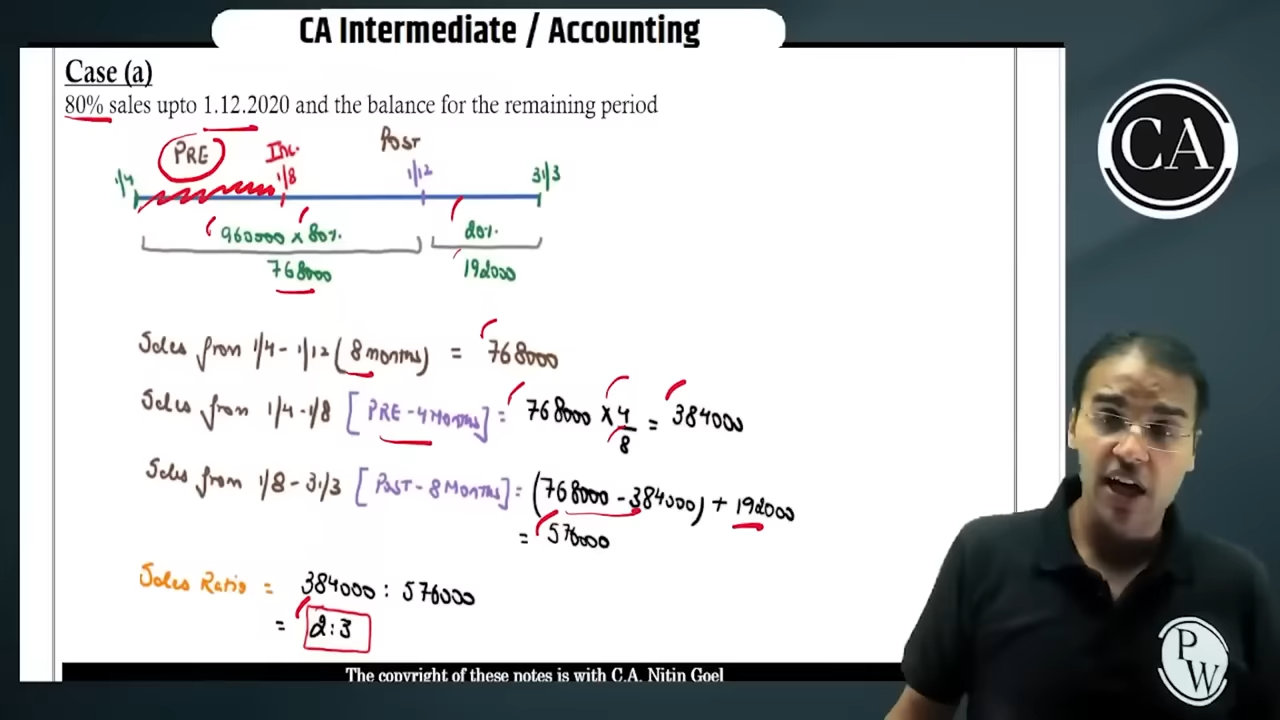 CA Intermediate / Accounting
Case (a)
80% sales upto 1.12.2020 and the balance for the remaining period
PRE Inc. Post
1/4 1/8 1/12 31/3
960000 × 80% 20%
768000 192000
Sales from 1/4 - 1/12 (8 months) = 768000
Sales from 1/4 - 1/8 [PRE - 4 Months] = 768000 × 4/8 = 384000
Sales from 1/8 - 31/3 [Post - 8 Months] = (768000 - 384000) + 192000
= 576000
Sales Ratio = 384000 : 576000
= 2:3
The copyright of these notes is with C.A. Nitin Goel
CA
PW